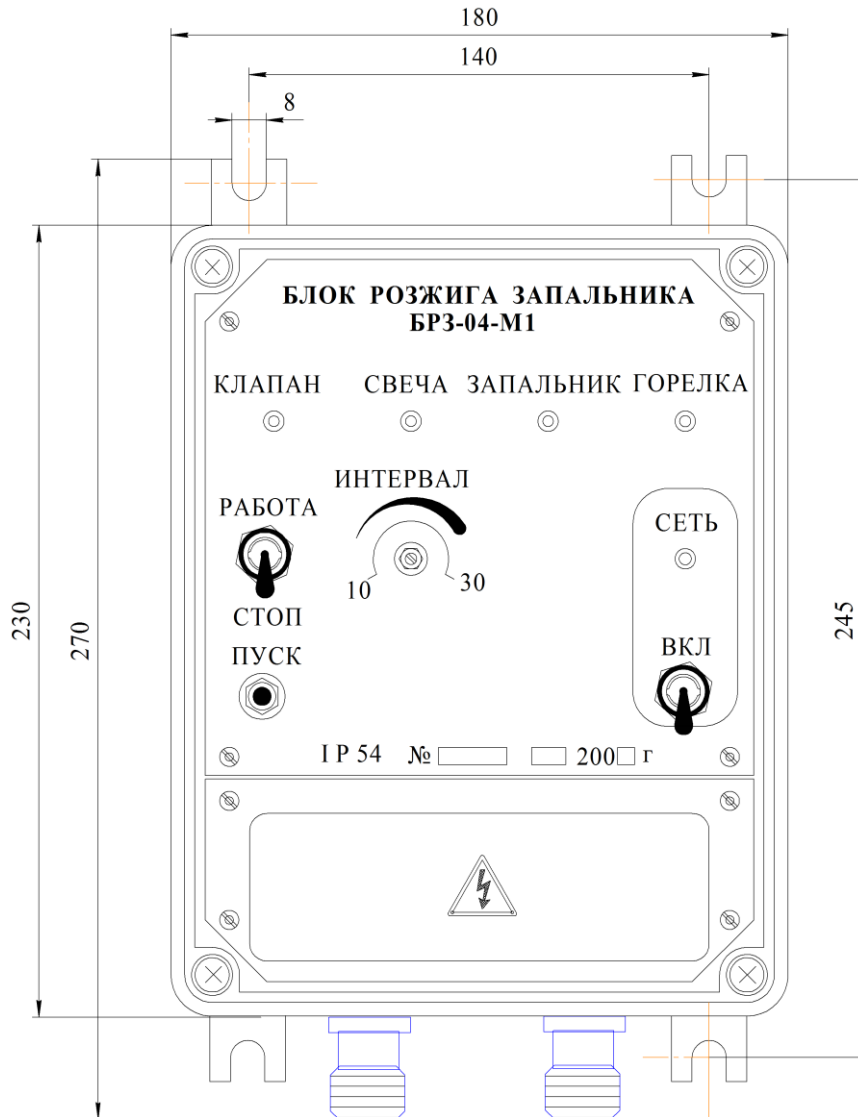 180
140
8
БЛОК РОЗЖИГА ЗАПАЛЬНИКА
БРЗ-04-М1
КЛАПАН СВЕЧА ЗАПАЛЬНИК ГОРЕЛКА
ИНТЕРВАЛ
РАБОТА
СЕТЬ
10 30
СТОП
230
270
245
ПУСК
ВКЛ
IP 54 № 200 г